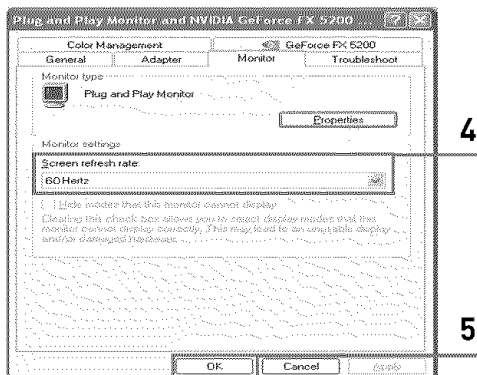 Plug and Play Monitor and NVIDIA GeForce FX 5200
Color Management
GeForce FX 5200
General
Adapter
Monitor
Troubleshoot
Monitor type
Plug and Play Monitor
Properties
4
Monitor settings
Screen refresh rate:
60 Hertz
Hide modes that this monitor cannot display
Clearing this check box allows you to select display modes that this
monitor cannot display correctly. This may lead to an unusable display
and/or damaged hardware.
5
OK
Cancel
Apply